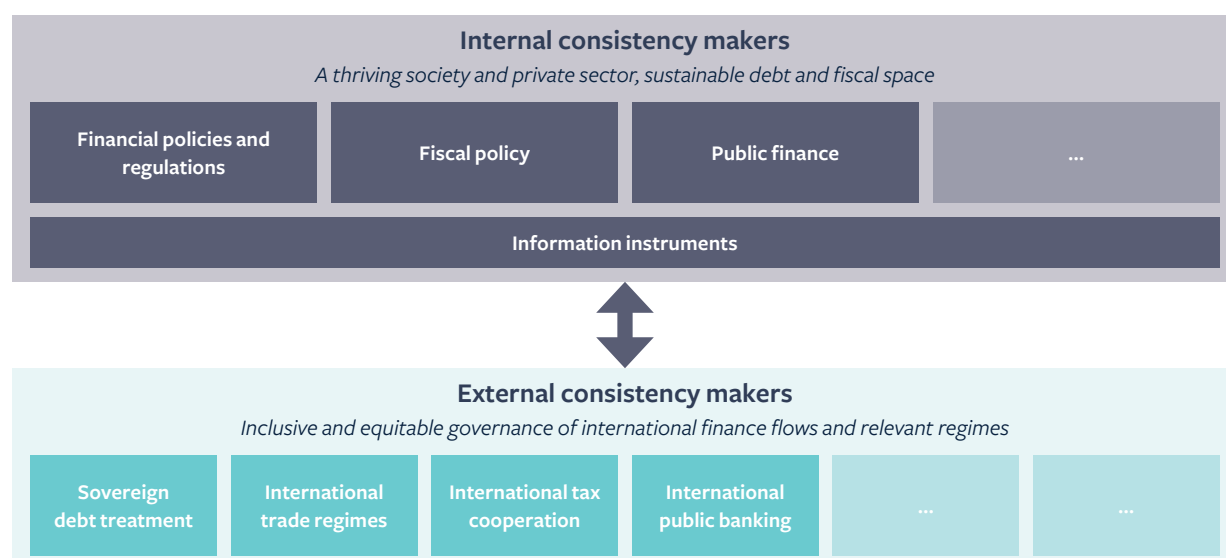 Internal consistency makers
A thriving society and private sector, sustainable debt and fiscal space
Financial policies and
regulations
Fiscal policy
Public finance
...
Information instruments
External consistency makers
Inclusive and equitable governance of international finance flows and relevant regimes
Sovereign
debt treatment
International
trade regimes
International tax
cooperation
International
public banking
...
...